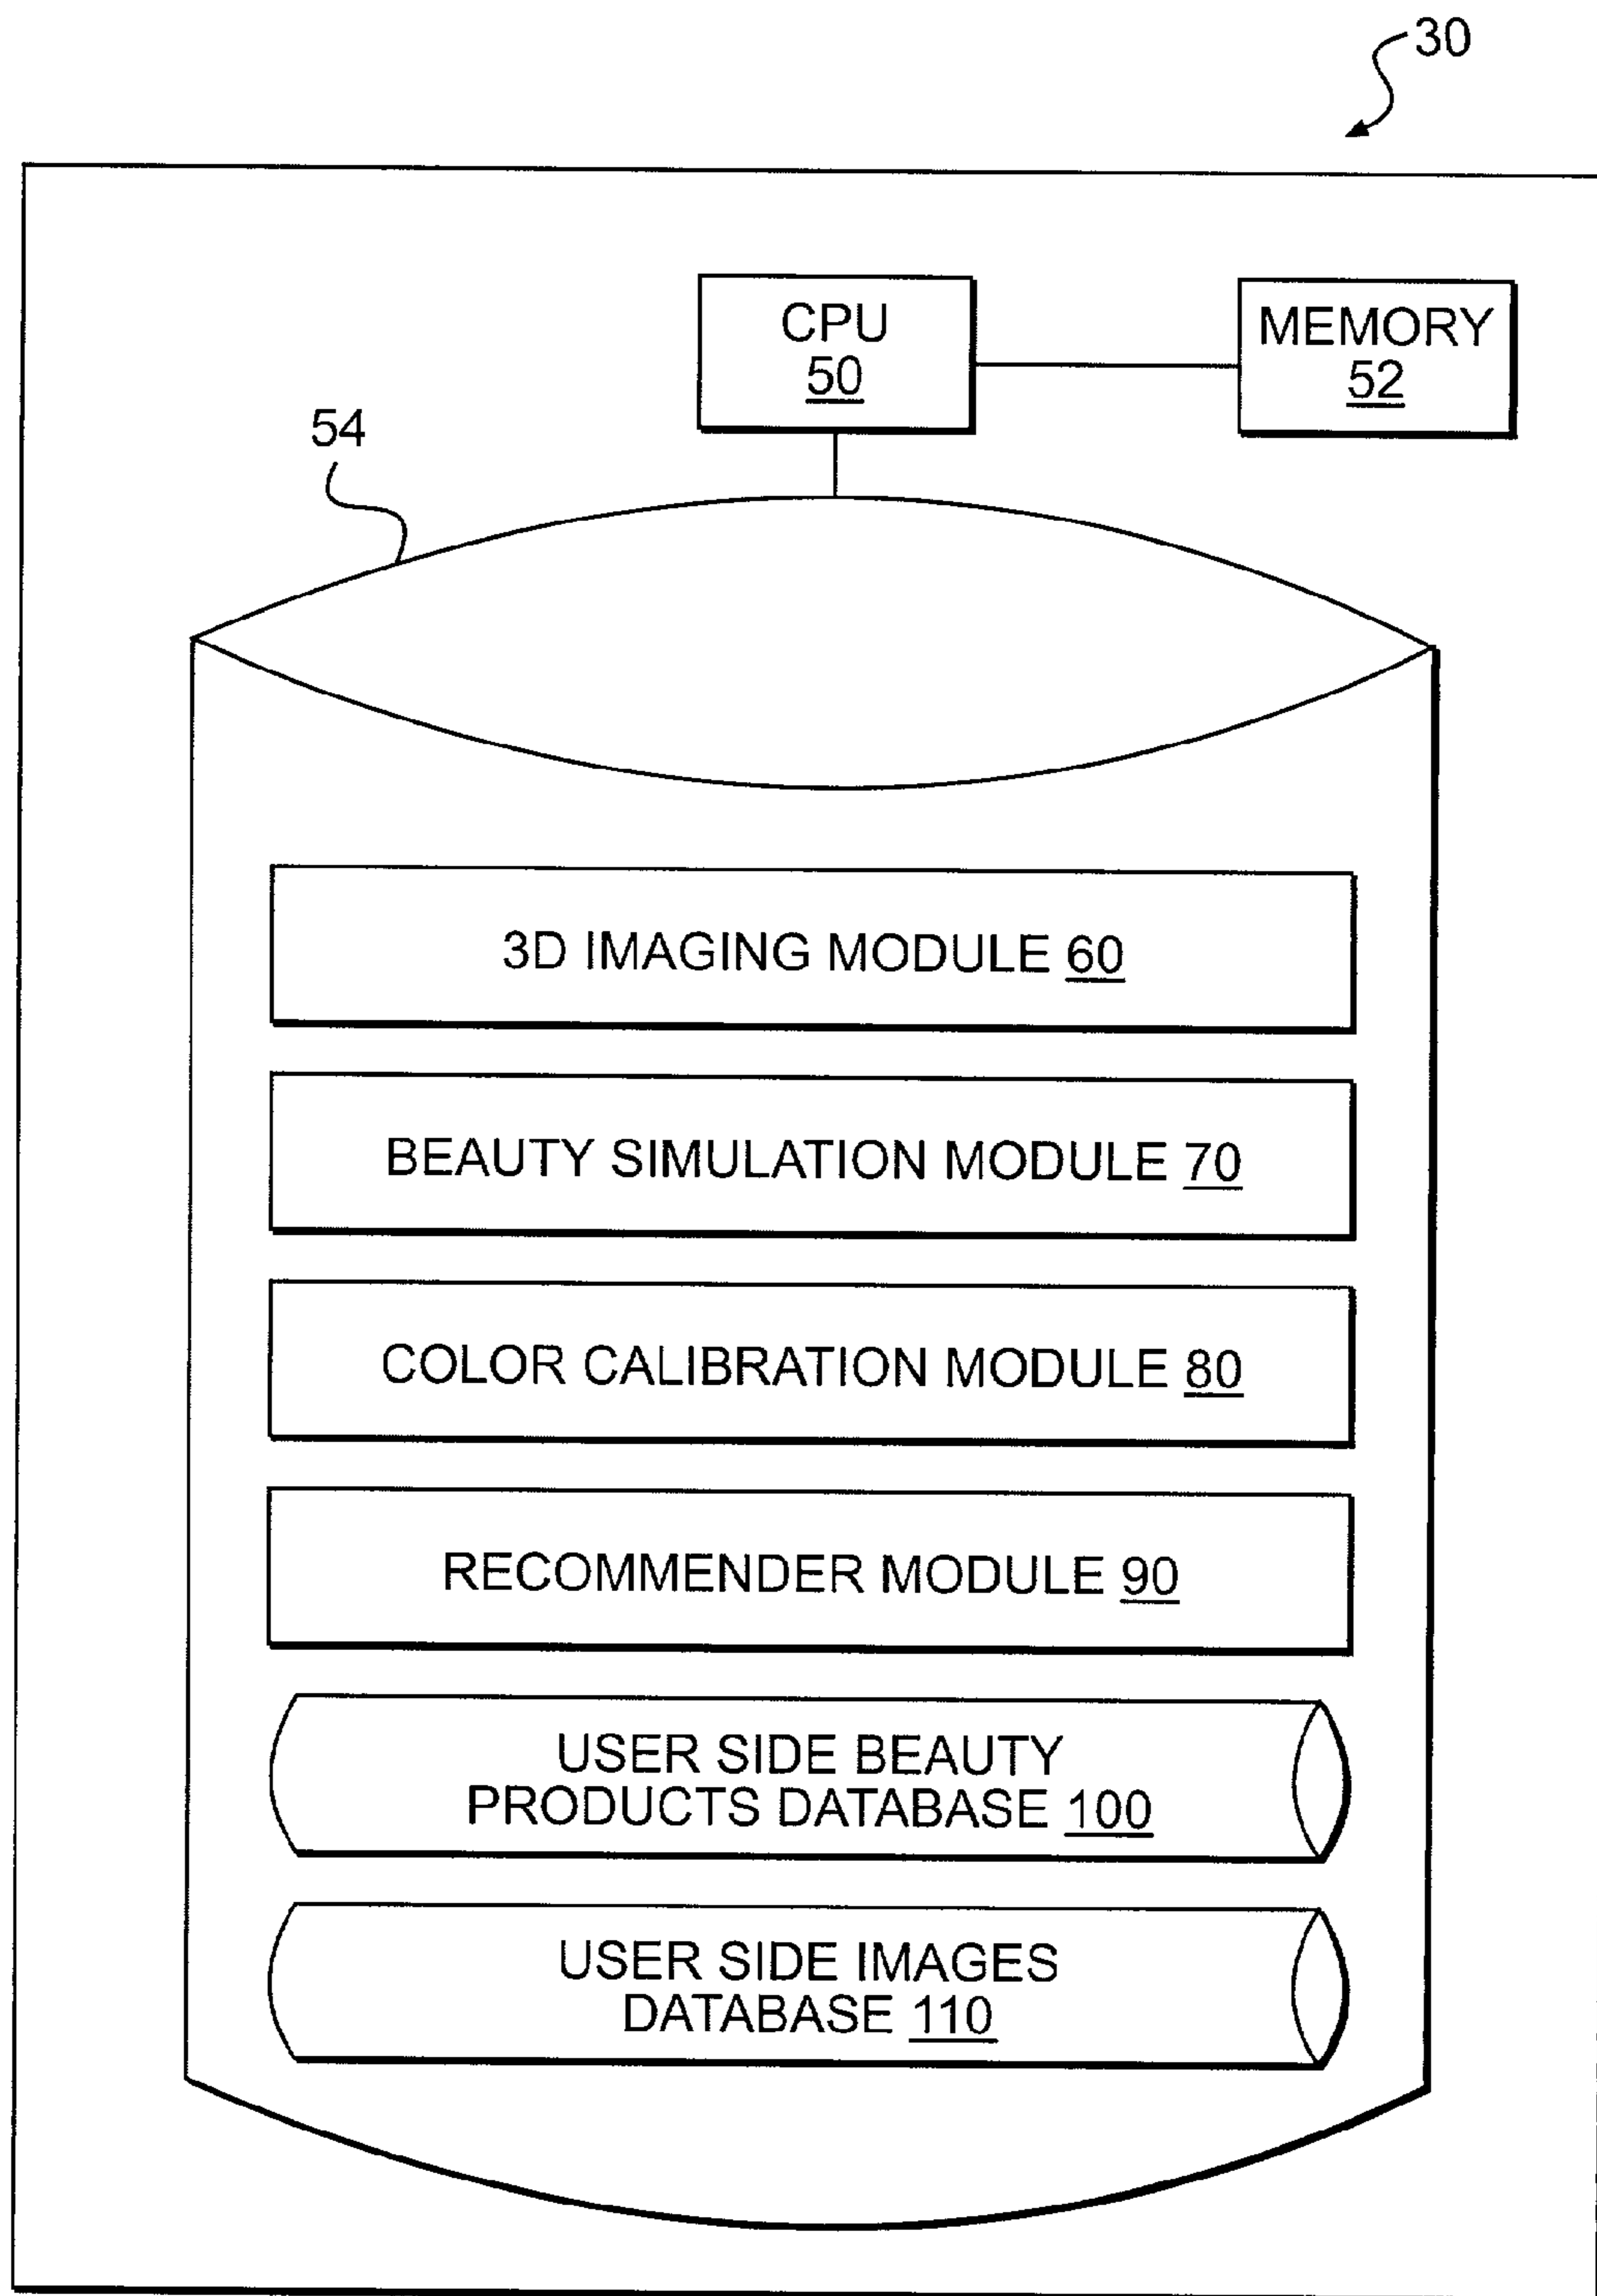 30
CPU
50
MEMORY
52
54
3D IMAGING MODULE 60
BEAUTY SIMULATION MODULE 70
COLOR CALIBRATION MODULE 80
RECOMMENDER MODULE 90
USER SIDE BEAUTY
PRODUCTS DATABASE 100
USER SIDE IMAGES
DATABASE 110